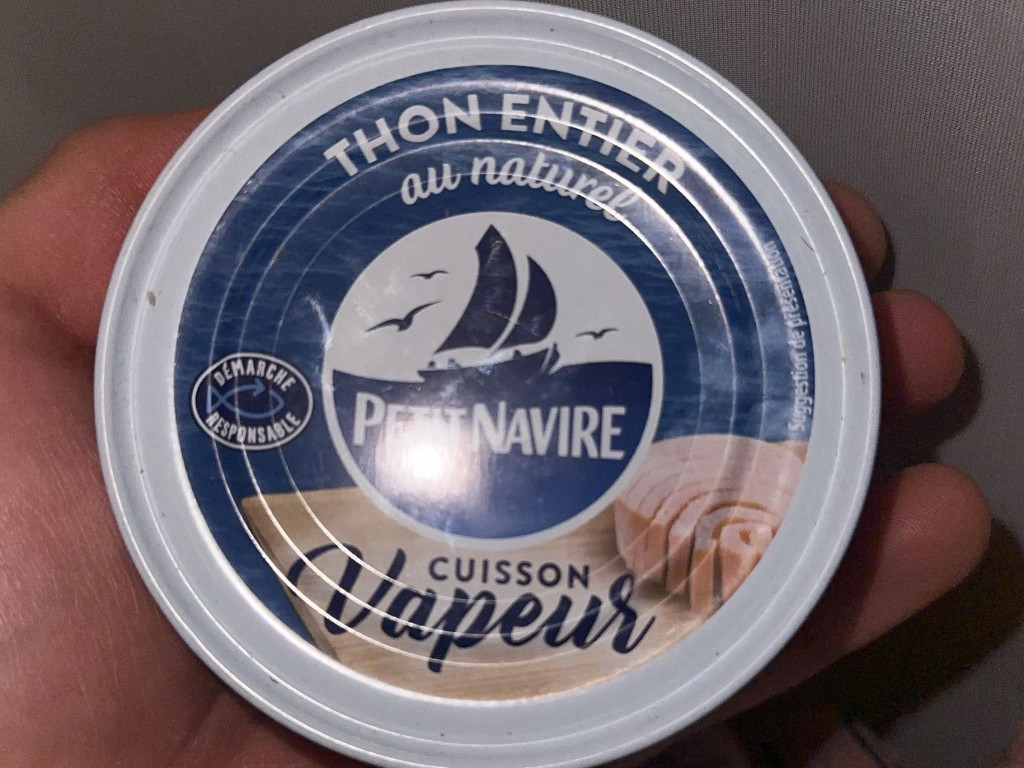 THON ENTIER
au naturel
PETIT NAVIRE
DÉMARCHE
RESPONSABLE
Suggestion de présentation
CUISSON
Vapeur